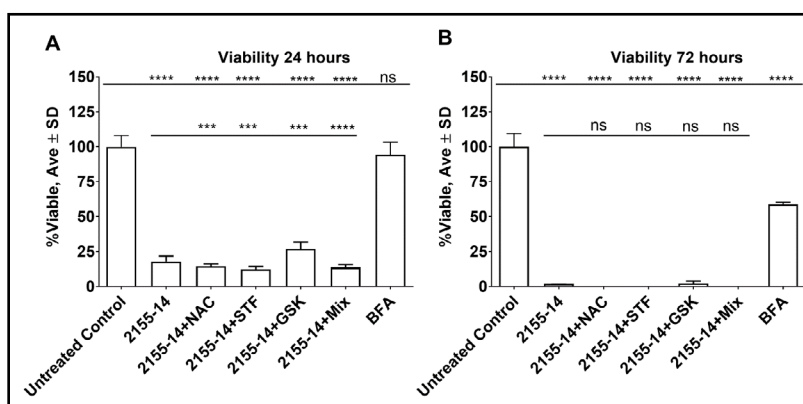 A
Viability 24 hours
%Viable, Ave ± SD
150
100
75
50
25
0
**** **** **** **** **** ns
*** *** *** ****
Untreated Control
2155-14
2155-14+NAC
2155-14+STF
2155-14+GSK
2155-14+Mix
BFA
B
Viability 72 hours
%Viable, Ave ± SD
150
100
75
50
25
0
**** **** **** **** **** ****
ns ns ns ns
Untreated Control
2155-14
2155-14+NAC
2155-14+STF
2155-14+GSK
2155-14+Mix
BFA